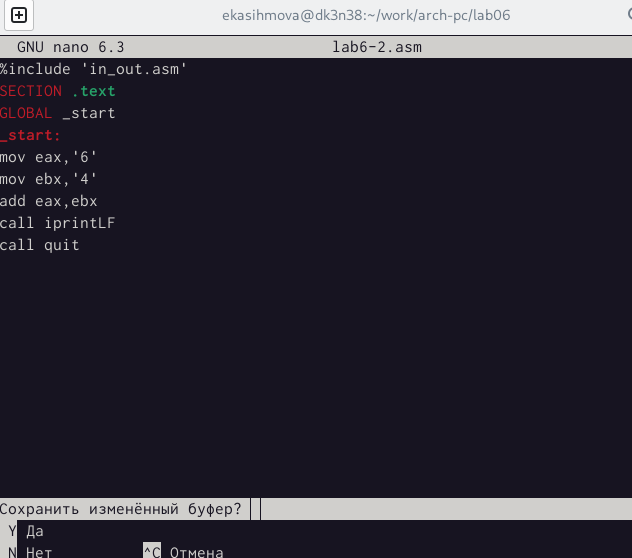 ekasihmova@dk3n38:~/work/arch-pc/lab06
GNU nano 6.3 lab6-2.asm
%include 'in_out.asm'
SECTION .text
GLOBAL _start
_start:
mov eax,'6'
mov ebx,'4'
add eax,ebx
call iprintLF
call quit
Сохранить изменённый буфер?
Y Да
N Нет ^C Отмена